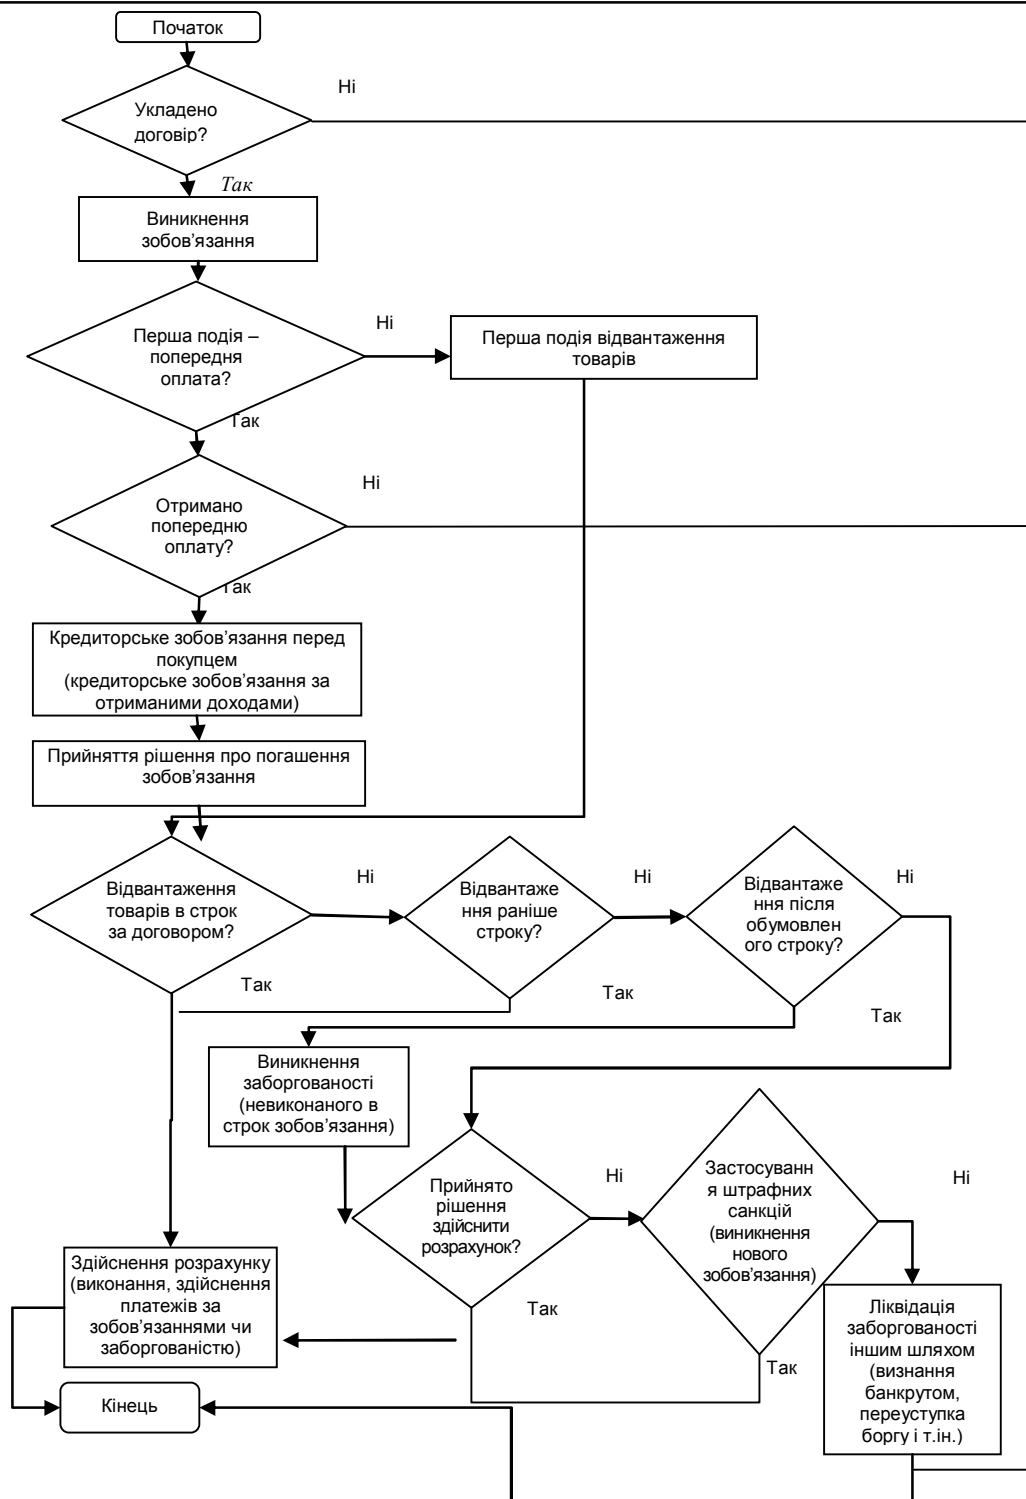 Початок
Ні
Укладено
договір?
Так
Виникнення
зобов’язання
Ні
Перша подія –
попередня
оплата?
Перша подія відвантаження
товарів
Так
Ні
Отримано
попередню
оплату?
Так
Кредиторське зобов’язання перед
покупцем
(кредиторське зобов’язання за
отриманими доходами)
Прийняття рішення про погашення
зобов’язання
Відвантаження
товарів в строк
за договором?
Ні
Відвантаже
ння раніше
строку?
Ні
Відвантаже
ння після
обумовлен
ого строку?
Ні
Так
Так
Так
Виникнення
заборгованості
(невиконаного в
строк зобов’язання)
Прийнято
рішення
здійснити
розрахунок?
Ні
Застосуванн
я штрафних
санкцій
(виникнення
нового
зобов’язання)
Ні
Здійснення розрахунку
(виконання, здійснення
платежів за
зобов’язаннями чи
заборгованістю)
Так
Так
Ліквідація
заборгованості
іншим шляхом
(визнання
банкрутом,
переуступка
боргу і т.ін.)
Кінець